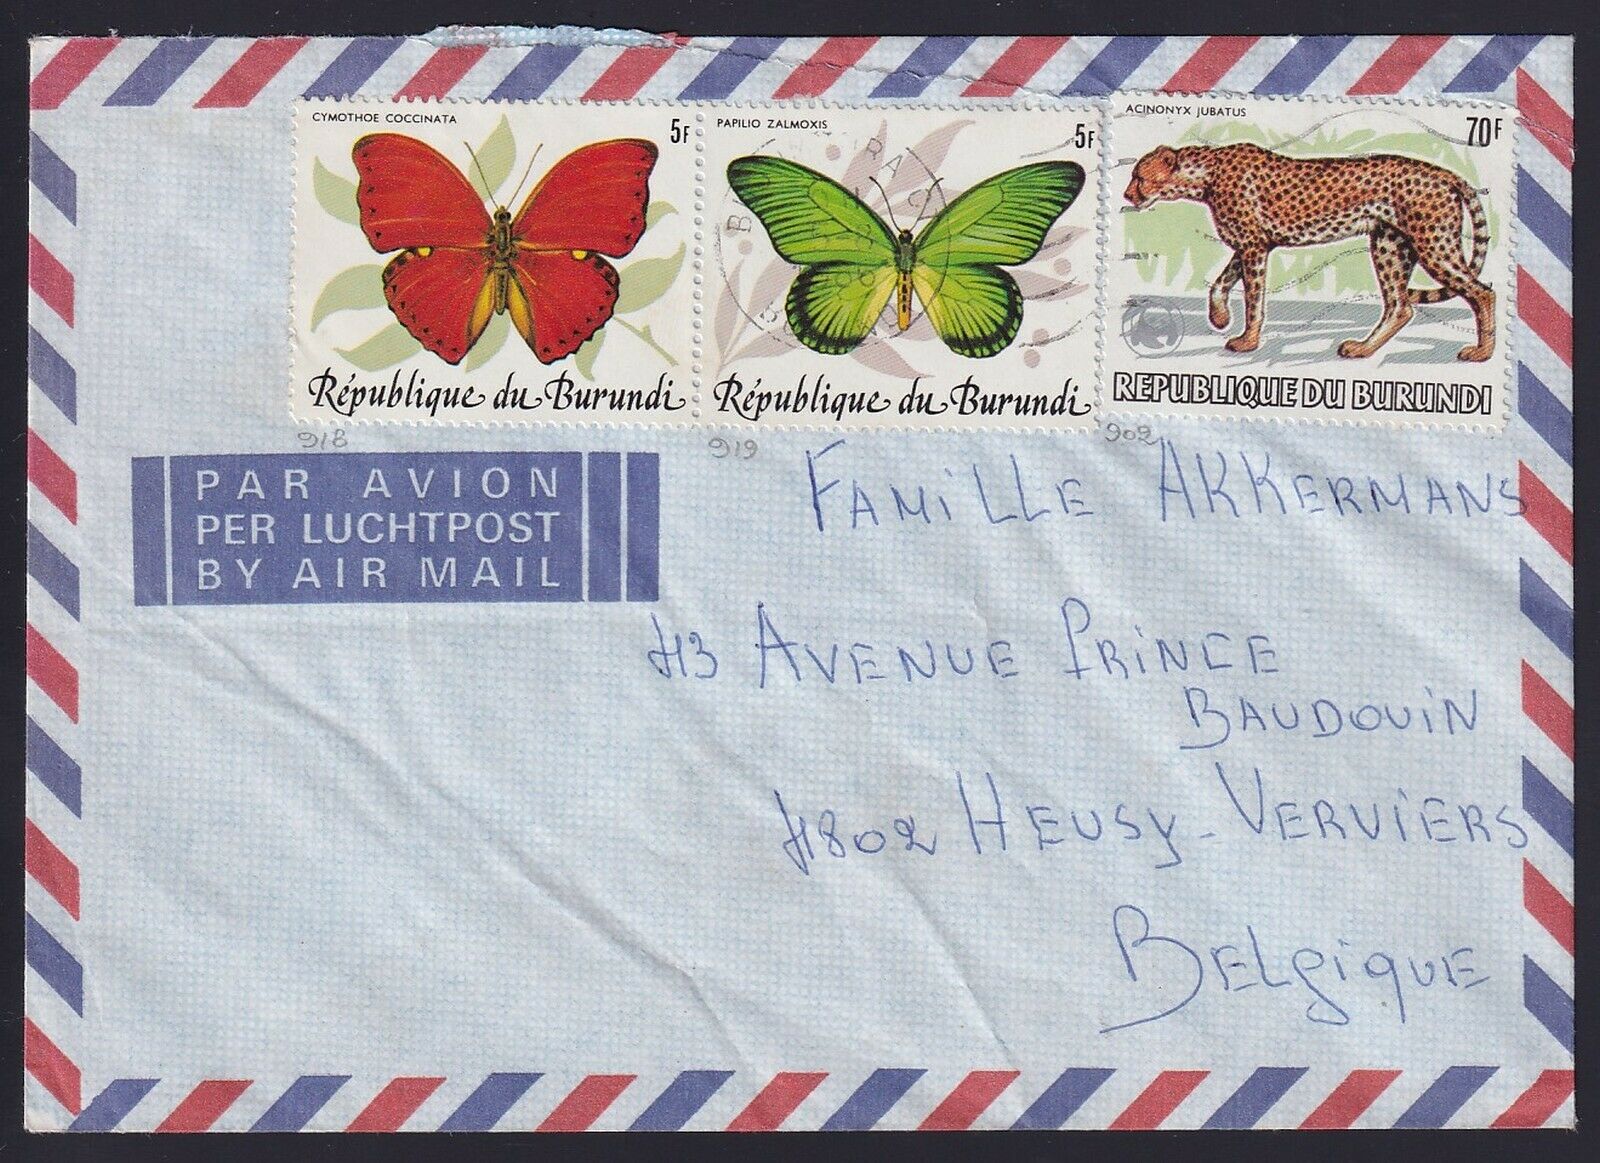 CYMOTHOE COCCINATA
5F
République du Burundi
PAPILIO ZALMOXIS
5F
République du Burundi
ACINONYX JUBATUS
70F
REPUBLIQUE DU BURUNDI
918
919
902
PAR AVION
PER LUCHTPOST
BY AIR MAIL
FAMILLE AKKERMANS
43 AVENUE PRINCE
BAUDOUIN
4802 HEUSY-VERVIERS
BELGIQUE